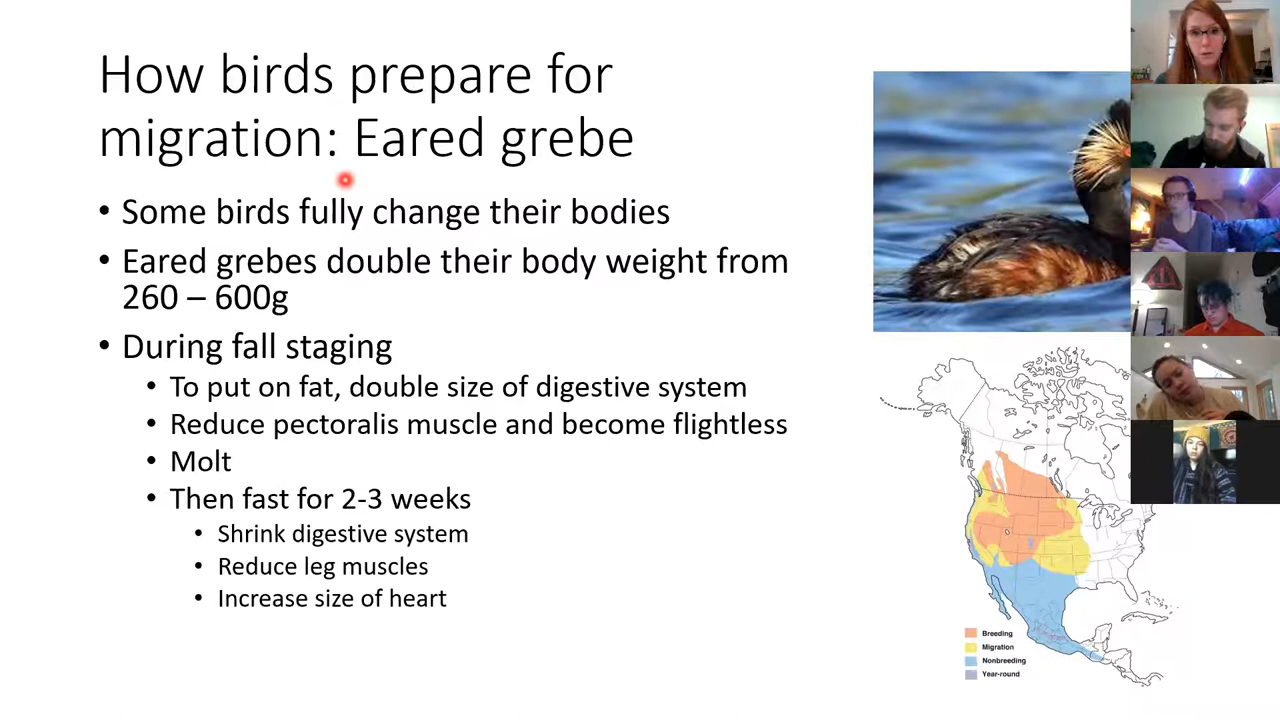 How birds prepare for
migration: Eared grebe
• Some birds fully change their bodies
• Eared grebes double their body weight from
260 – 600g
• During fall staging
• To put on fat, double size of digestive system
• Reduce pectoralis muscle and become flightless
• Molt
• Then fast for 2-3 weeks
• Shrink digestive system
• Reduce leg muscles
• Increase size of heart
Breeding
Migration
Nonbreeding
Year-round